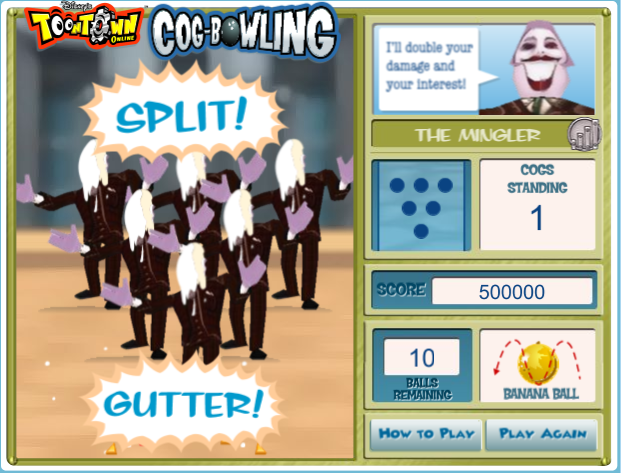 Disney's
TOONTOWN
ONLINE
COG-BOWLING
SPLIT!
GUTTER!
I'll double your
damage and
your interest!
THE MINGLER
COGS
STANDING
1
SCORE 500000
10
BALLS
REMAINING
BANANA BALL
HOW TO PLAY
PLAY AGAIN